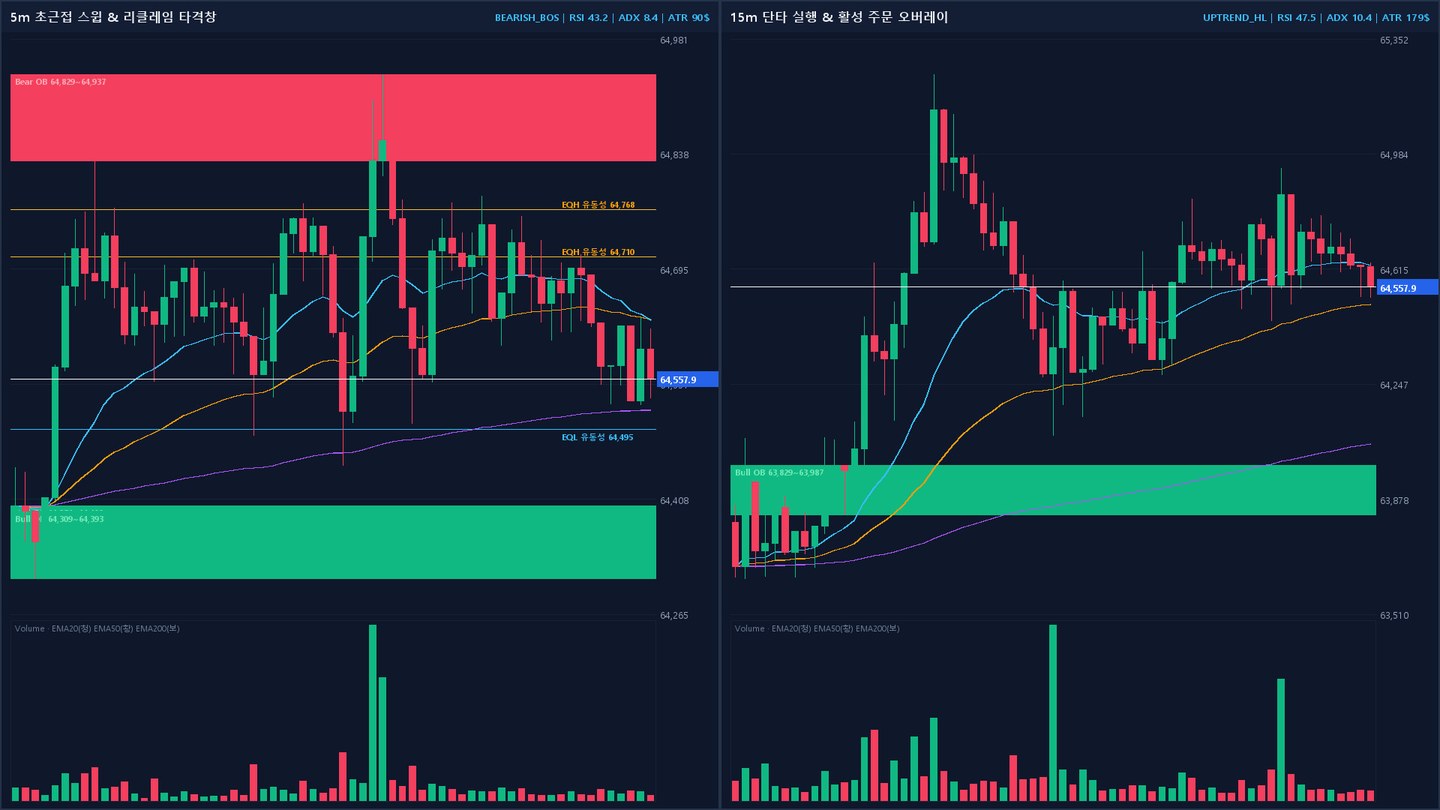 5m 초근접 스윕 & 리클레임 타격창
BEARISH_BOS | RSI 43.2 | ADX 8.4 | ATR 90$
64,981
Bear OB 64,829~64,937
64,838
EQH 유동성 64,768
EQH 유동성 64,710
64,695
64,557.9
EQL 유동성 64,495
64,408
64,309~64,393
64,265
Volume · EMA20(청) EMA50(황) EMA200(보)
15m 단타 실행 & 활성 주문 오버레이
UPTREND_HL | RSI 47.5 | ADX 10.4 | ATR 179$
65,352
64,984
64,615
64,557.9
64,247
Bull OB 63,829~63,987
63,878
63,510
Volume · EMA20(청) EMA50(황) EMA200(보)